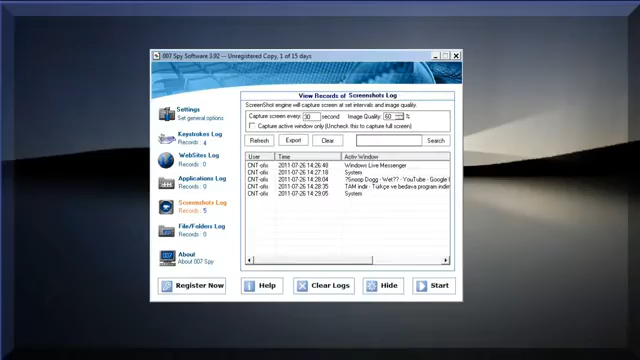 007 Spy Software 3.92 -- Unregistered Copy, 1 of 15 days
View Records of Screenshots Log
ScreenShot engine will capture screen at set intervals and image quality.
Settings
Set general options
Capture screen every: 30 second Image Quality: 60 %
Capture active window only (Uncheck this to capture full screen)
Keystrokes Log
Records : 4
Refresh Export Clear Search
WebSites Log
Records : 0
User Time Activ Window
CNT-ofis 2011-07-26 14:26:48 Windows Live Messenger
CNT-ofis 2011-07-26 14:27:18 System
CNT-ofis 2011-07-26 14:28:04 ?Snoop Dogg - Wet?? - YouTube - Google
CNT-ofis 2011-07-26 14:28:35 TAM indir - Türkçe ve bedava program indir
CNT-ofis 2011-07-26 14:29:05 System
Applications Log
Records : 0
Screenshots Log
Records : 5
File/Folders Log
Records : 0
About
About 007 Spy
Register Now Help Clear Logs Hide Start